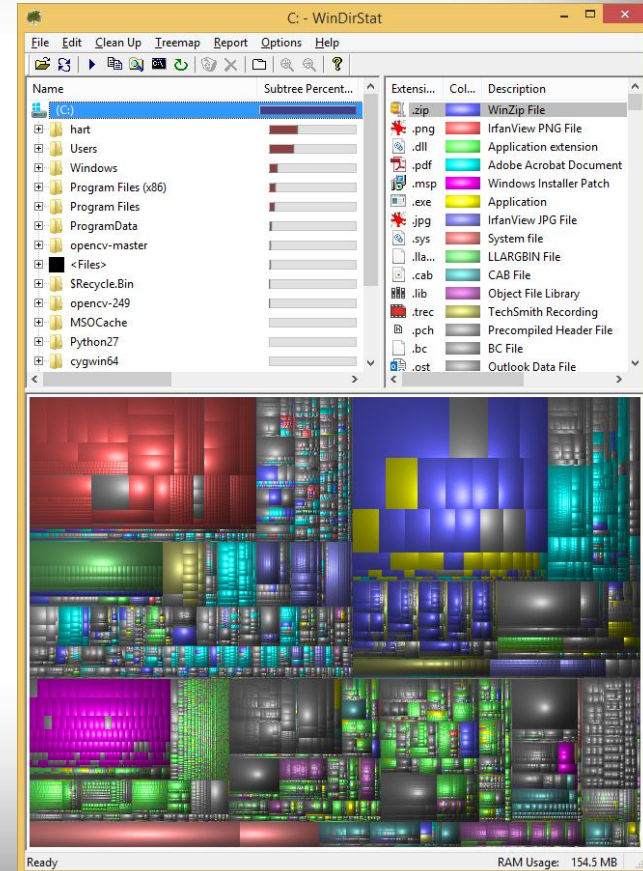 C: - WinDirStat
File Edit Clean Up Treemap Report Options Help
Name Subtree Percent...
(C:)
hart
Users
Windows
Program Files (x86)
Program Files
ProgramData
opencv-master
<Files>
$Recycle.Bin
opencv-249
MSOCache
Python27
cygwin64
Extensi... Col... Description
.zip WinZip File
.png IrfanView PNG File
.dll Application extension
.pdf Adobe Acrobat Document
.msp Windows Installer Patch
.exe Application
.jpg IrfanView JPG File
.sys System file
.lla... LLARGBIN File
.cab CAB File
.lib Object File Library
.trec TechSmith Recording
.pch Precompiled Header File
.bc BC File
.ost Outlook Data File
Ready RAM Usage: 154.5 MB